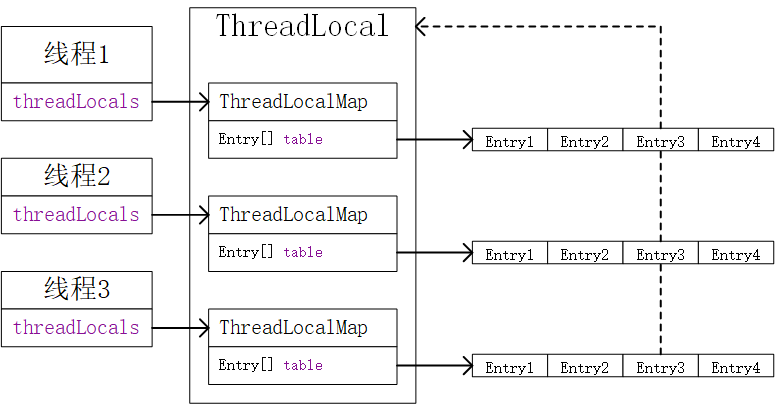 ThreadLocal
线程1
threadLocals
ThreadLocalMap
Entry[] table
Entry1 Entry2 Entry3 Entry4
线程2
threadLocals
ThreadLocalMap
Entry[] table
Entry1 Entry2 Entry3 Entry4
线程3
threadLocals
ThreadLocalMap
Entry[] table
Entry1 Entry2 Entry3 Entry4